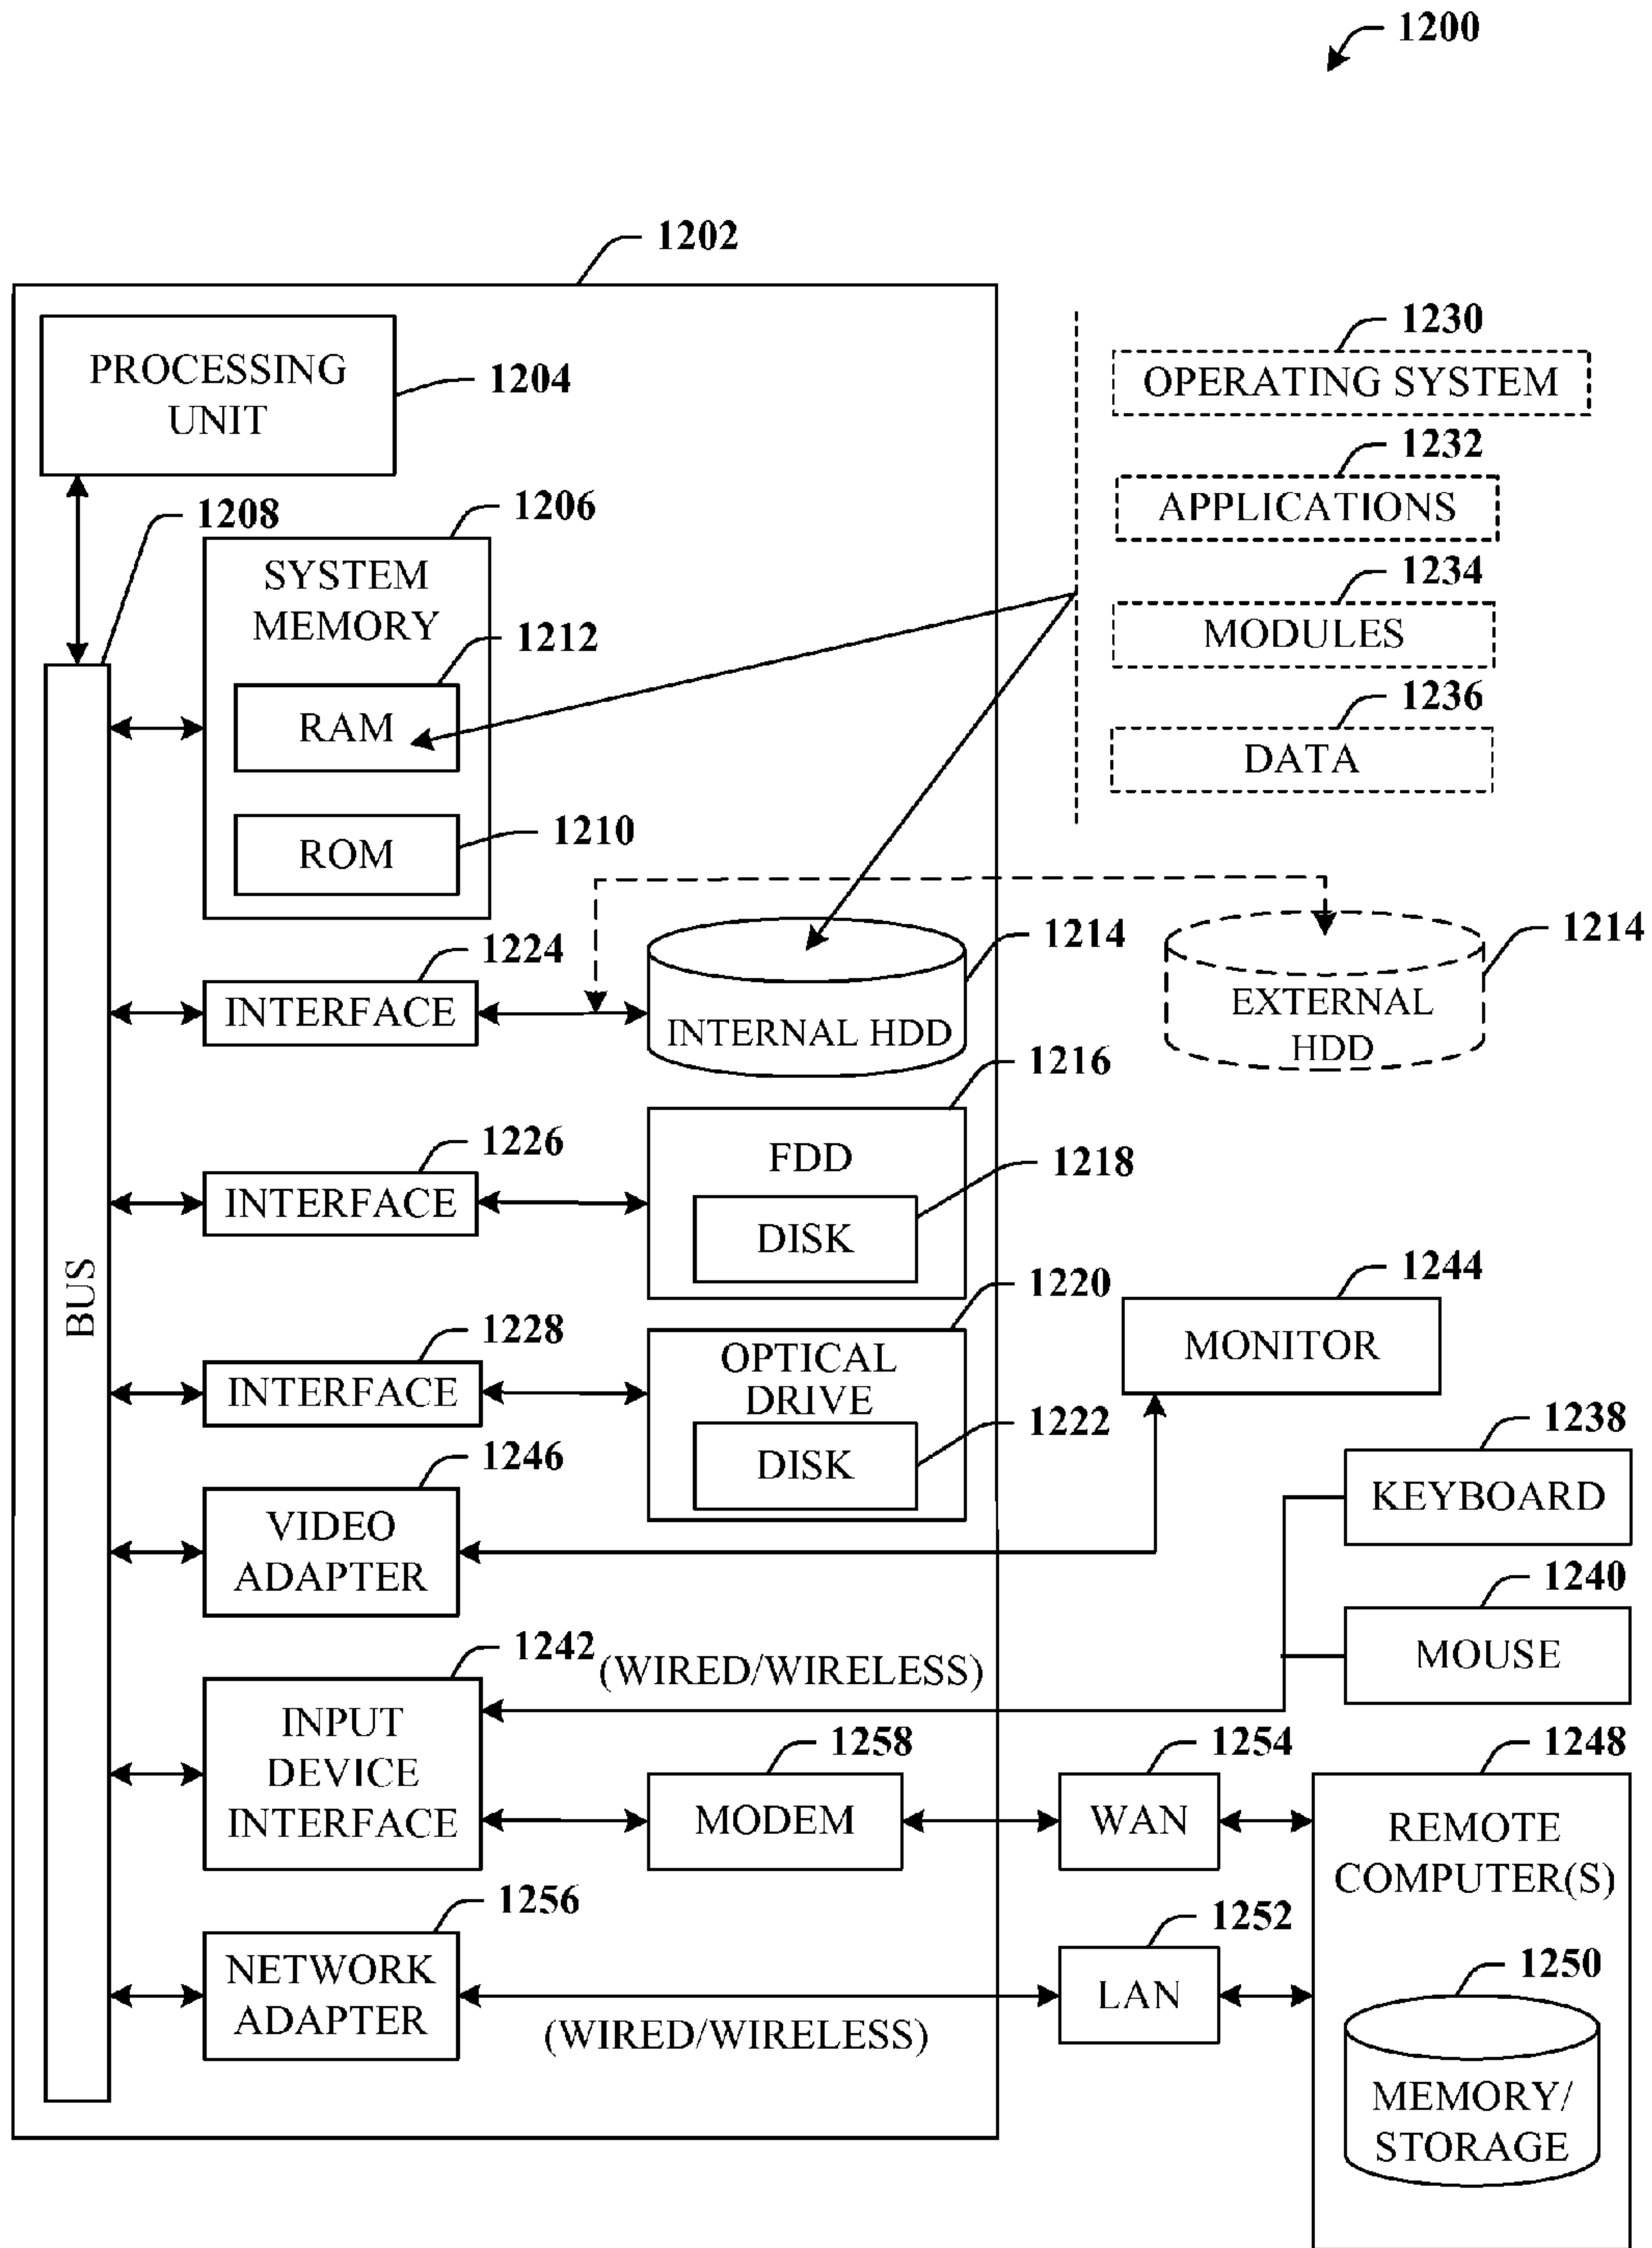 1200
1202
PROCESSING
UNIT
1204
1230
OPERATING SYSTEM
1232
APPLICATIONS
1234
MODULES
1236
DATA
1208
1206
SYSTEM
MEMORY
1212
RAM
1210
ROM
BUS
1224
INTERFACE
1214
INTERNAL HDD
1214
EXTERNAL
HDD
1226
INTERFACE
1216
FDD
1218
DISK
1228
INTERFACE
1220
OPTICAL
DRIVE
1222
DISK
1244
MONITOR
1246
VIDEO
ADAPTER
1238
KEYBOARD
1240
MOUSE
1242
(WIRED/WIRELESS)
INPUT
DEVICE
INTERFACE
1258
MODEM
1254
WAN
1248
REMOTE
COMPUTER(S)
1256
NETWORK
ADAPTER
(WIRED/WIRELESS)
1252
LAN
1250
MEMORY/
STORAGE